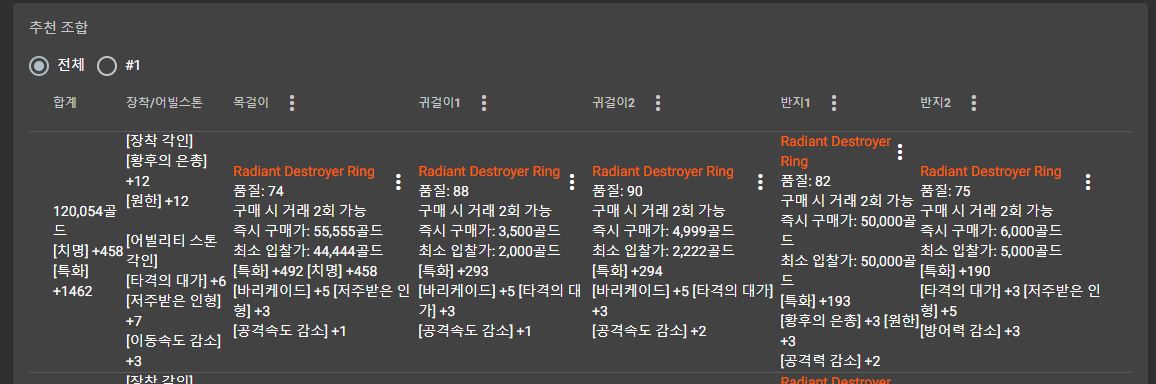 추천 조합
전체 #1
합계 장착/어빌스톤 목걸이 귀걸이1 귀걸이2 반지1 반지2
120,054골
드
[치명] +458
[특화]
+1462
[장착 각인]
[황후의 은총]
+12
[원한] +12
[어빌리티 스톤
각인]
[타격의 대가] +6
[저주받은 인형]
+7
[이동속도 감소]
+3
Radiant Destroyer Ring
품질: 74
구매 시 거래 2회 가능
즉시 구매가: 55,555골드
최소 입찰가: 44,444골드
[특화] +492 [치명] +458
[바리케이드] +5 [저주받은 인
형] +3
[공격속도 감소] +1
Radiant Destroyer Ring
품질: 88
구매 시 거래 2회 가능
즉시 구매가: 3,500골드
최소 입찰가: 2,000골드
[특화] +293
[바리케이드] +5 [타격의 대
가] +3
[공격속도 감소] +1
Radiant Destroyer Ring
품질: 90
구매 시 거래 2회 가능
즉시 구매가: 4,999골드
최소 입찰가: 2,222골드
[특화] +294
[바리케이드] +5 [타격의 대가]
+3
[공격속도 감소] +2
Radiant Destroyer
Ring
품질: 82
구매 시 거래 2회 가능
즉시 구매가: 50,000골
드
최소 입찰가: 50,000골
드
[특화] +193
[황후의 은총] +3 [원한]
+3
[공격력 감소] +2
Radiant Destroyer Ring
품질: 75
구매 시 거래 2회 가능
즉시 구매가: 6,000골드
최소 입찰가: 5,000골드
[특화] +190
[타격의 대가] +3 [저주받은 인
형] +5
[방어력 감소] +3
[장착 각인]
Radiant Destroyer